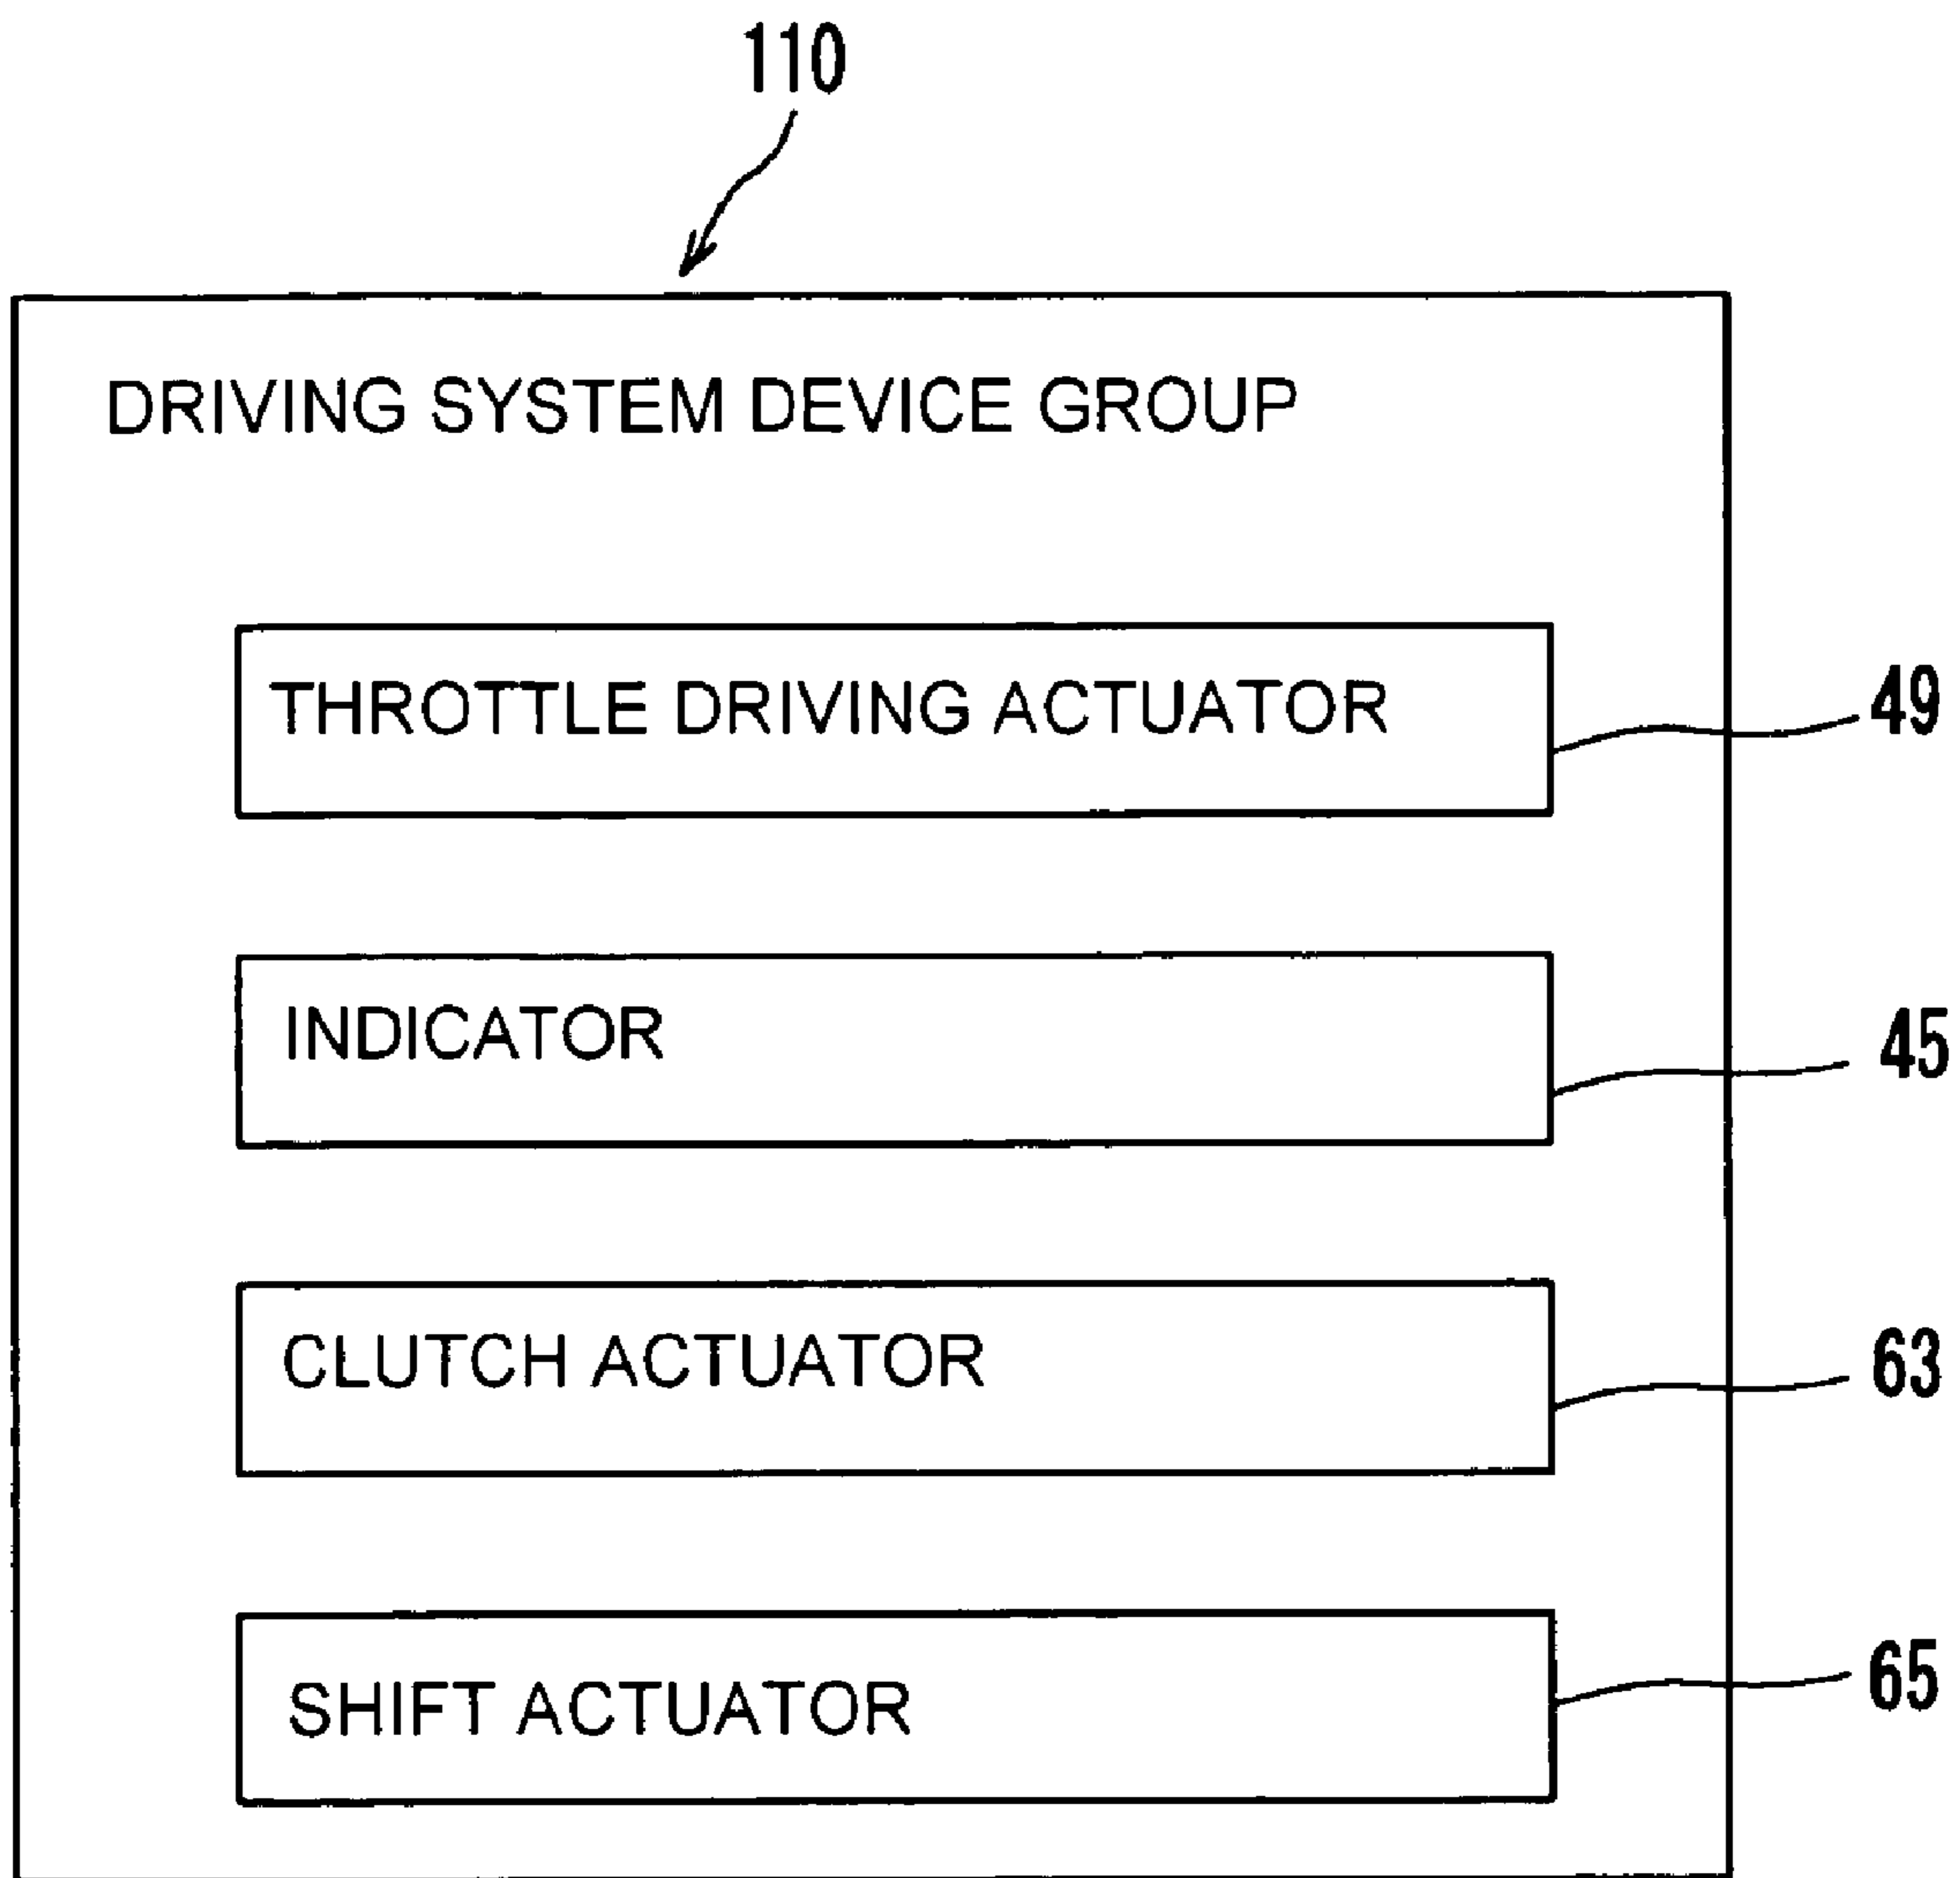 110
DRIVING SYSTEM DEVICE GROUP
THROTTLE DRIVING ACTUATOR
49
INDICATOR
45
CLUTCH ACTUATOR
63
SHIFT ACTUATOR
65